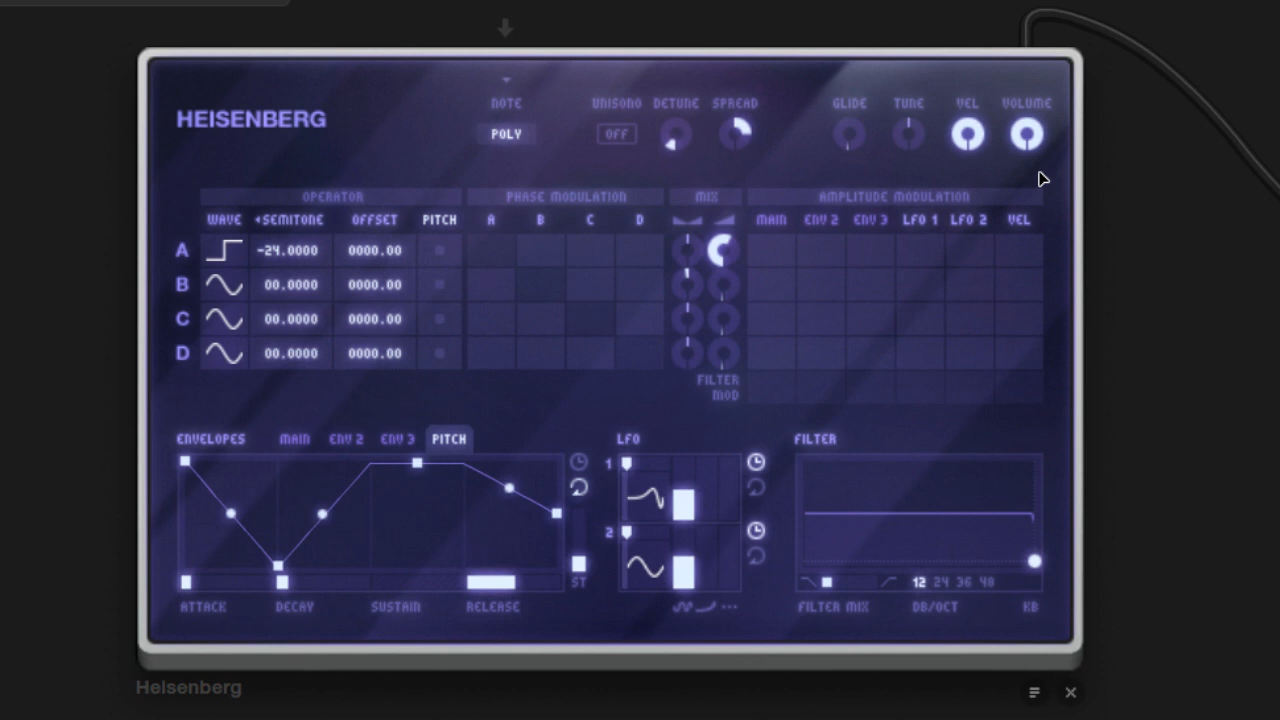 HEISENBERG
NOTE UNISONO DETUNE SPREAD GLIDE TUNE VEL VOLUME
POLY OFF
OPERATOR PHASE MODULATION MIX AMPLITUDE MODULATION
WAVE SEMITONE OFFSET PITCH A B C D MAIN ENV 2 ENV 3 LFO 1 LFO 2 VEL
A -24.0000 0000.00
B 00.0000 0000.00
C 00.0000 0000.00
D 00.0000 0000.00
FILTER
MOD
ENVELOPES MAIN ENV 2 ENV 3 PITCH LFO FILTER
1
2
ST 12 24 36 48
ATTACK DECAY SUSTAIN RELEASE FILTER MIX DB/OCT KB
Heisenberg